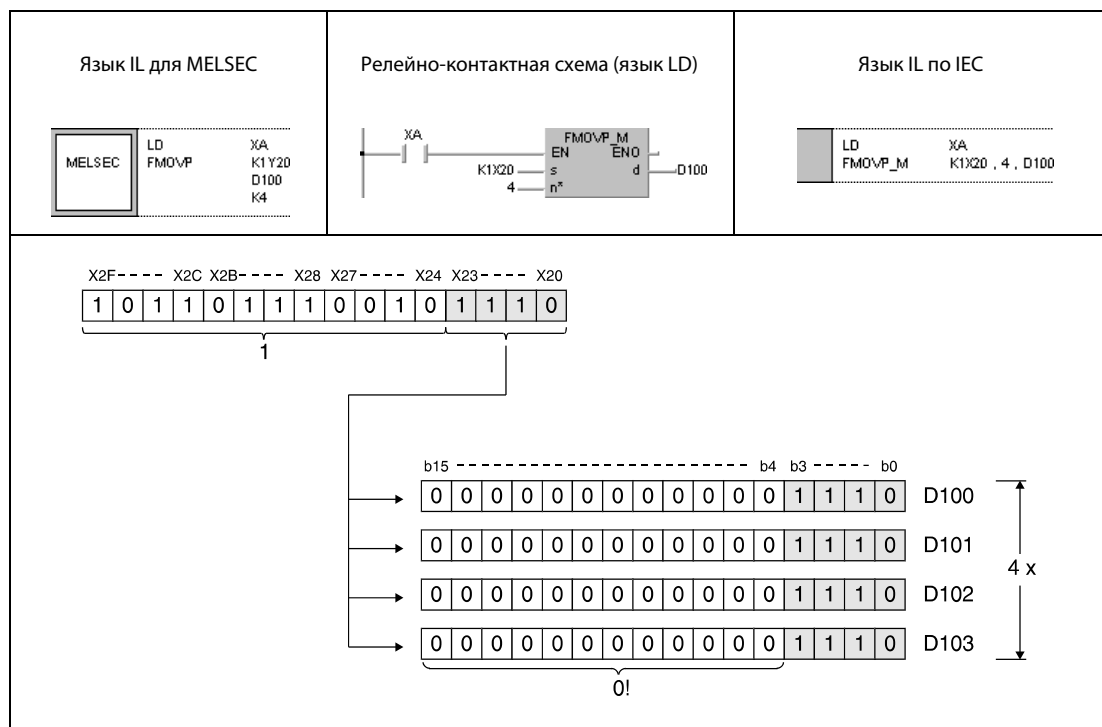 Язык IL для MELSEC
MELSEC
LD XA
FMOVP K1Y20
D100
K4
Релейно-контактная схема (язык LD)
XA
FMOVP_M
EN ENO
K1X20 s d D100
4 n*
Язык IL по IEC
LD XA
FMOVP_M K1X20 , 4 , D100
X2F---- X2C X2B---- X28 X27---- X24 X23---- X20
1 0 1 1 0 1 1 1 0 0 1 0 1 1 1 0
1
b15 -------------------------- b4 b3 ----- b0
0 0 0 0 0 0 0 0 0 0 0 0 1 1 1 0 D100
0 0 0 0 0 0 0 0 0 0 0 0 1 1 1 0 D101
4 x
0 0 0 0 0 0 0 0 0 0 0 0 1 1 1 0 D102
0 0 0 0 0 0 0 0 0 0 0 0 1 1 1 0 D103
0!